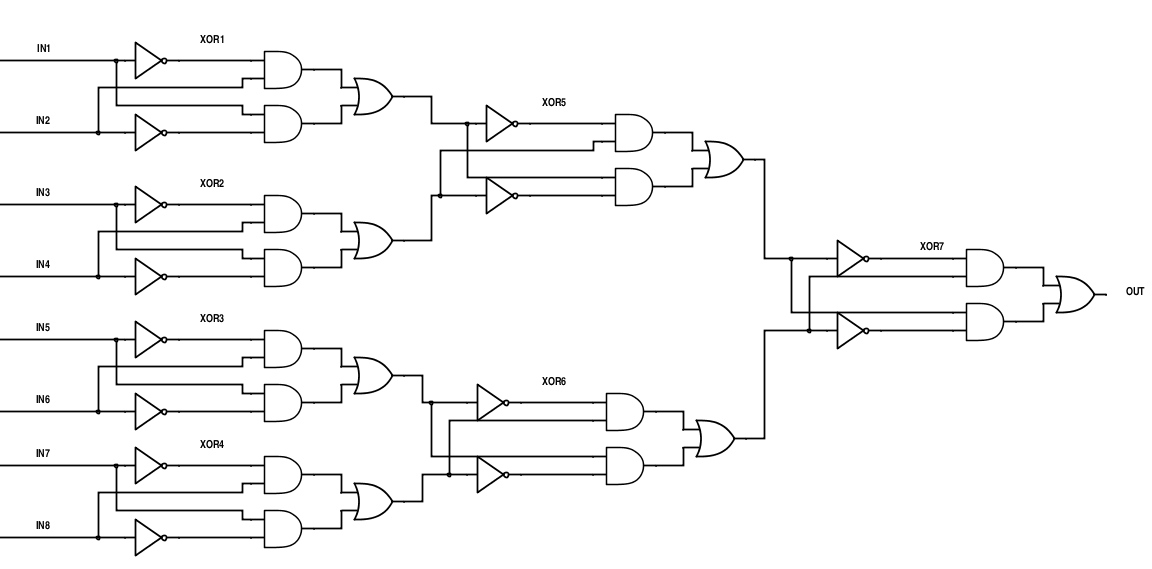 IN1
XOR1
IN2
XOR5
IN3
XOR2
IN4
XOR7
OUT
IN5
XOR3
IN6
XOR6
IN7
XOR4
IN8